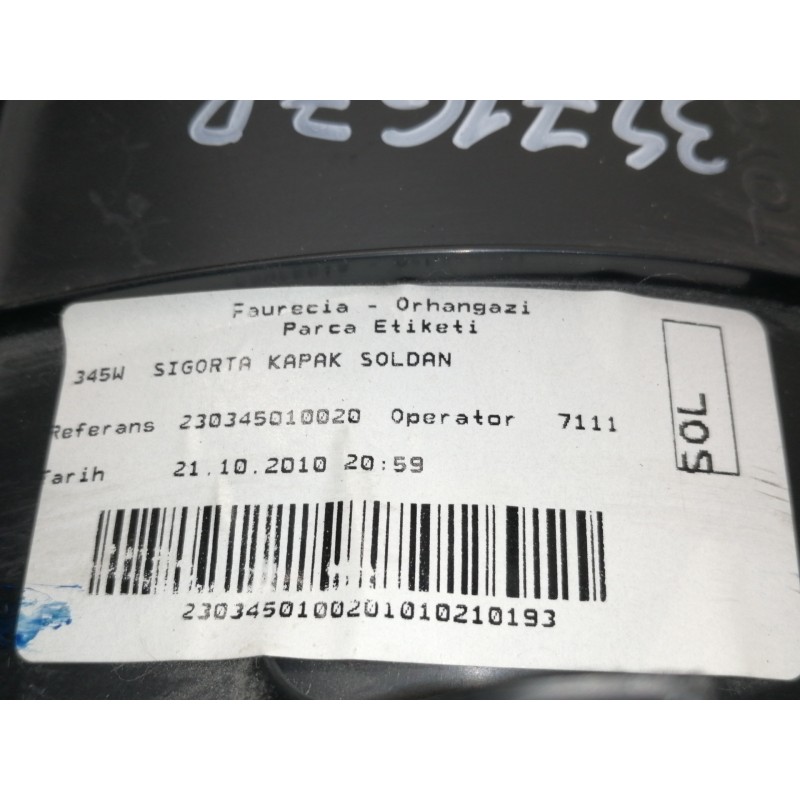 Faurecia - Orhangazi
Parca Etiketi
345W SIGORTA KAPAK SOLDAN
Referans 230345010020 Operator 7111
Tarih 21.10.2010 20:59
SOL
2303450100201010210193